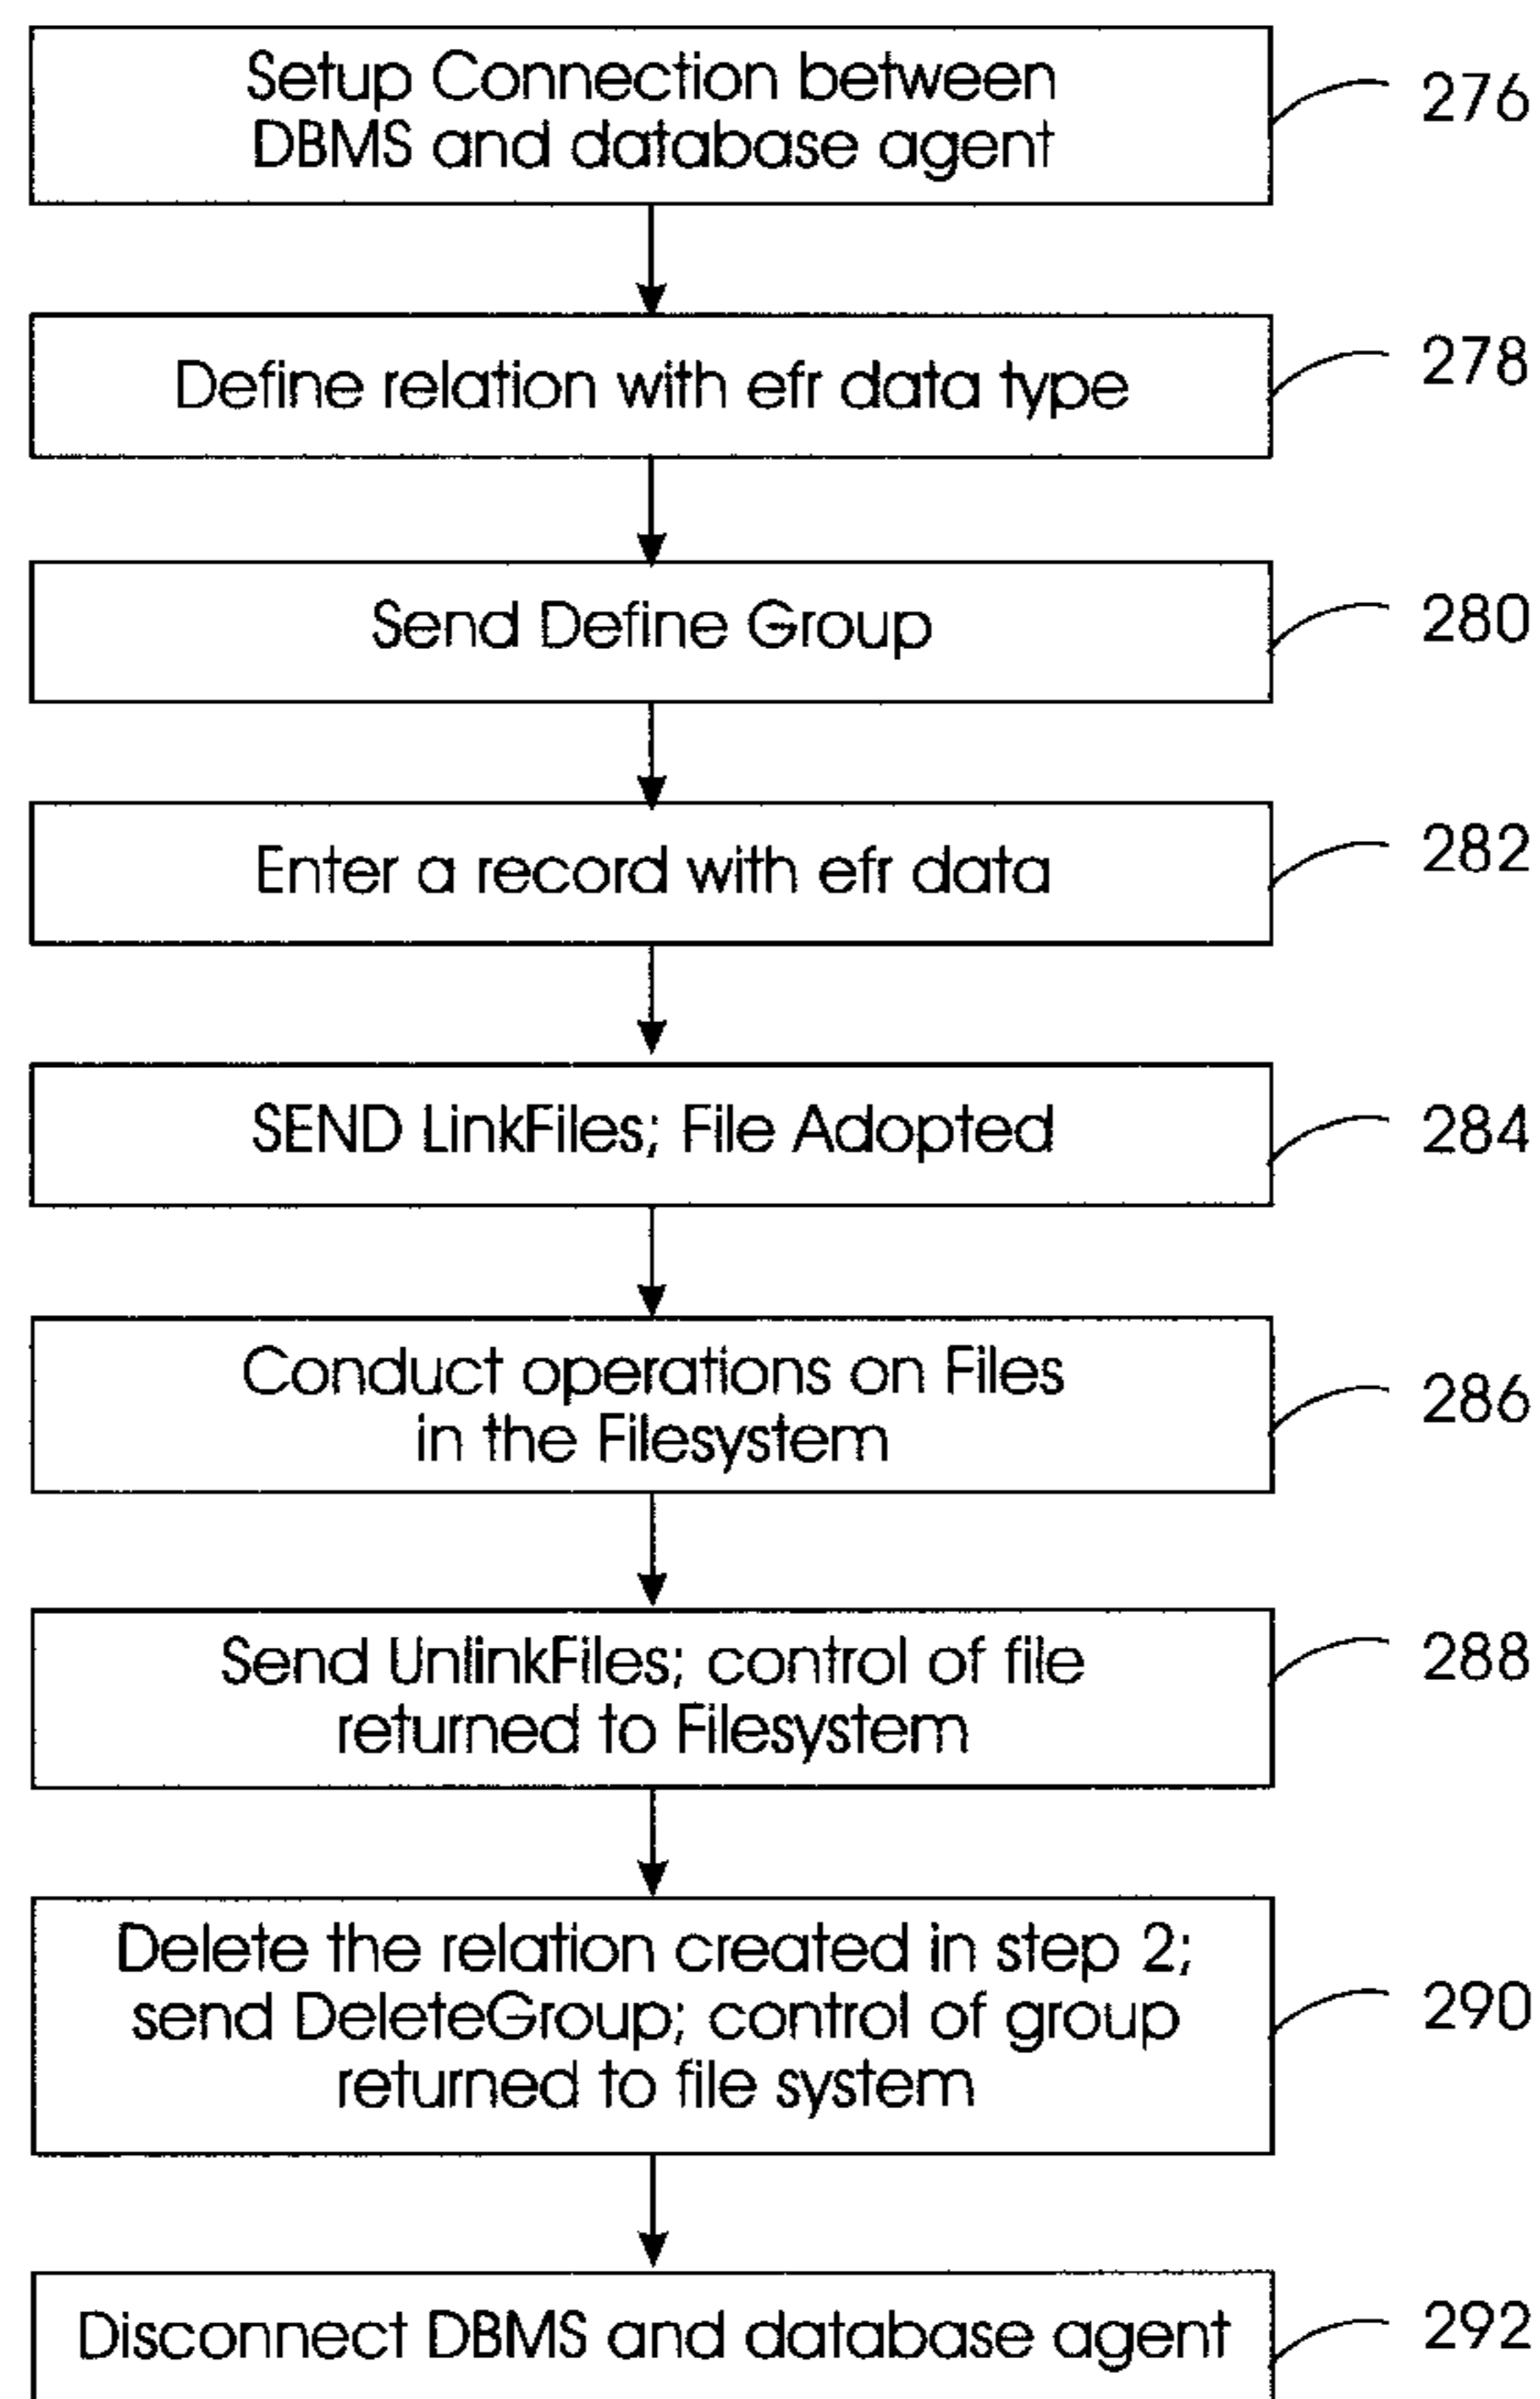 Setup Connection between
DBMS and database agent
276
Define relation with efr data type
278
Send Define Group
280
Enter a record with efr data
282
SEND LinkFiles; File Adopted
284
Conduct operations on Files
in the Filesystem
286
Send UnlinkFiles; control of file
returned to Filesystem
288
Delete the relation created in step 2;
send DeleteGroup; control of group
returned to file system
290
Disconnect DBMS and database agent
292